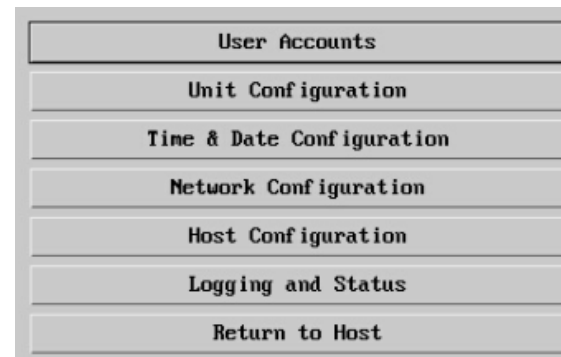 User Accounts
Unit Configuration
Time & Date Configuration
Network Configuration
Host Configuration
Logging and Status
Return to Host